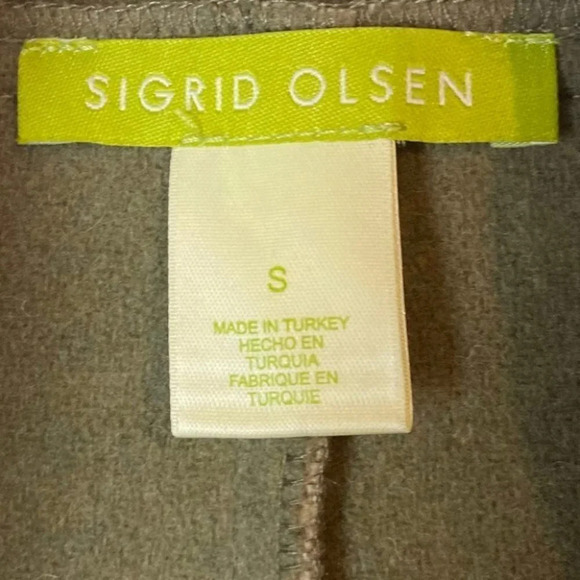 SIGRID OLSEN
S
MADE IN TURKEY
HECHO EN
TURQUIA
FABRIQUE EN
TURQUIE